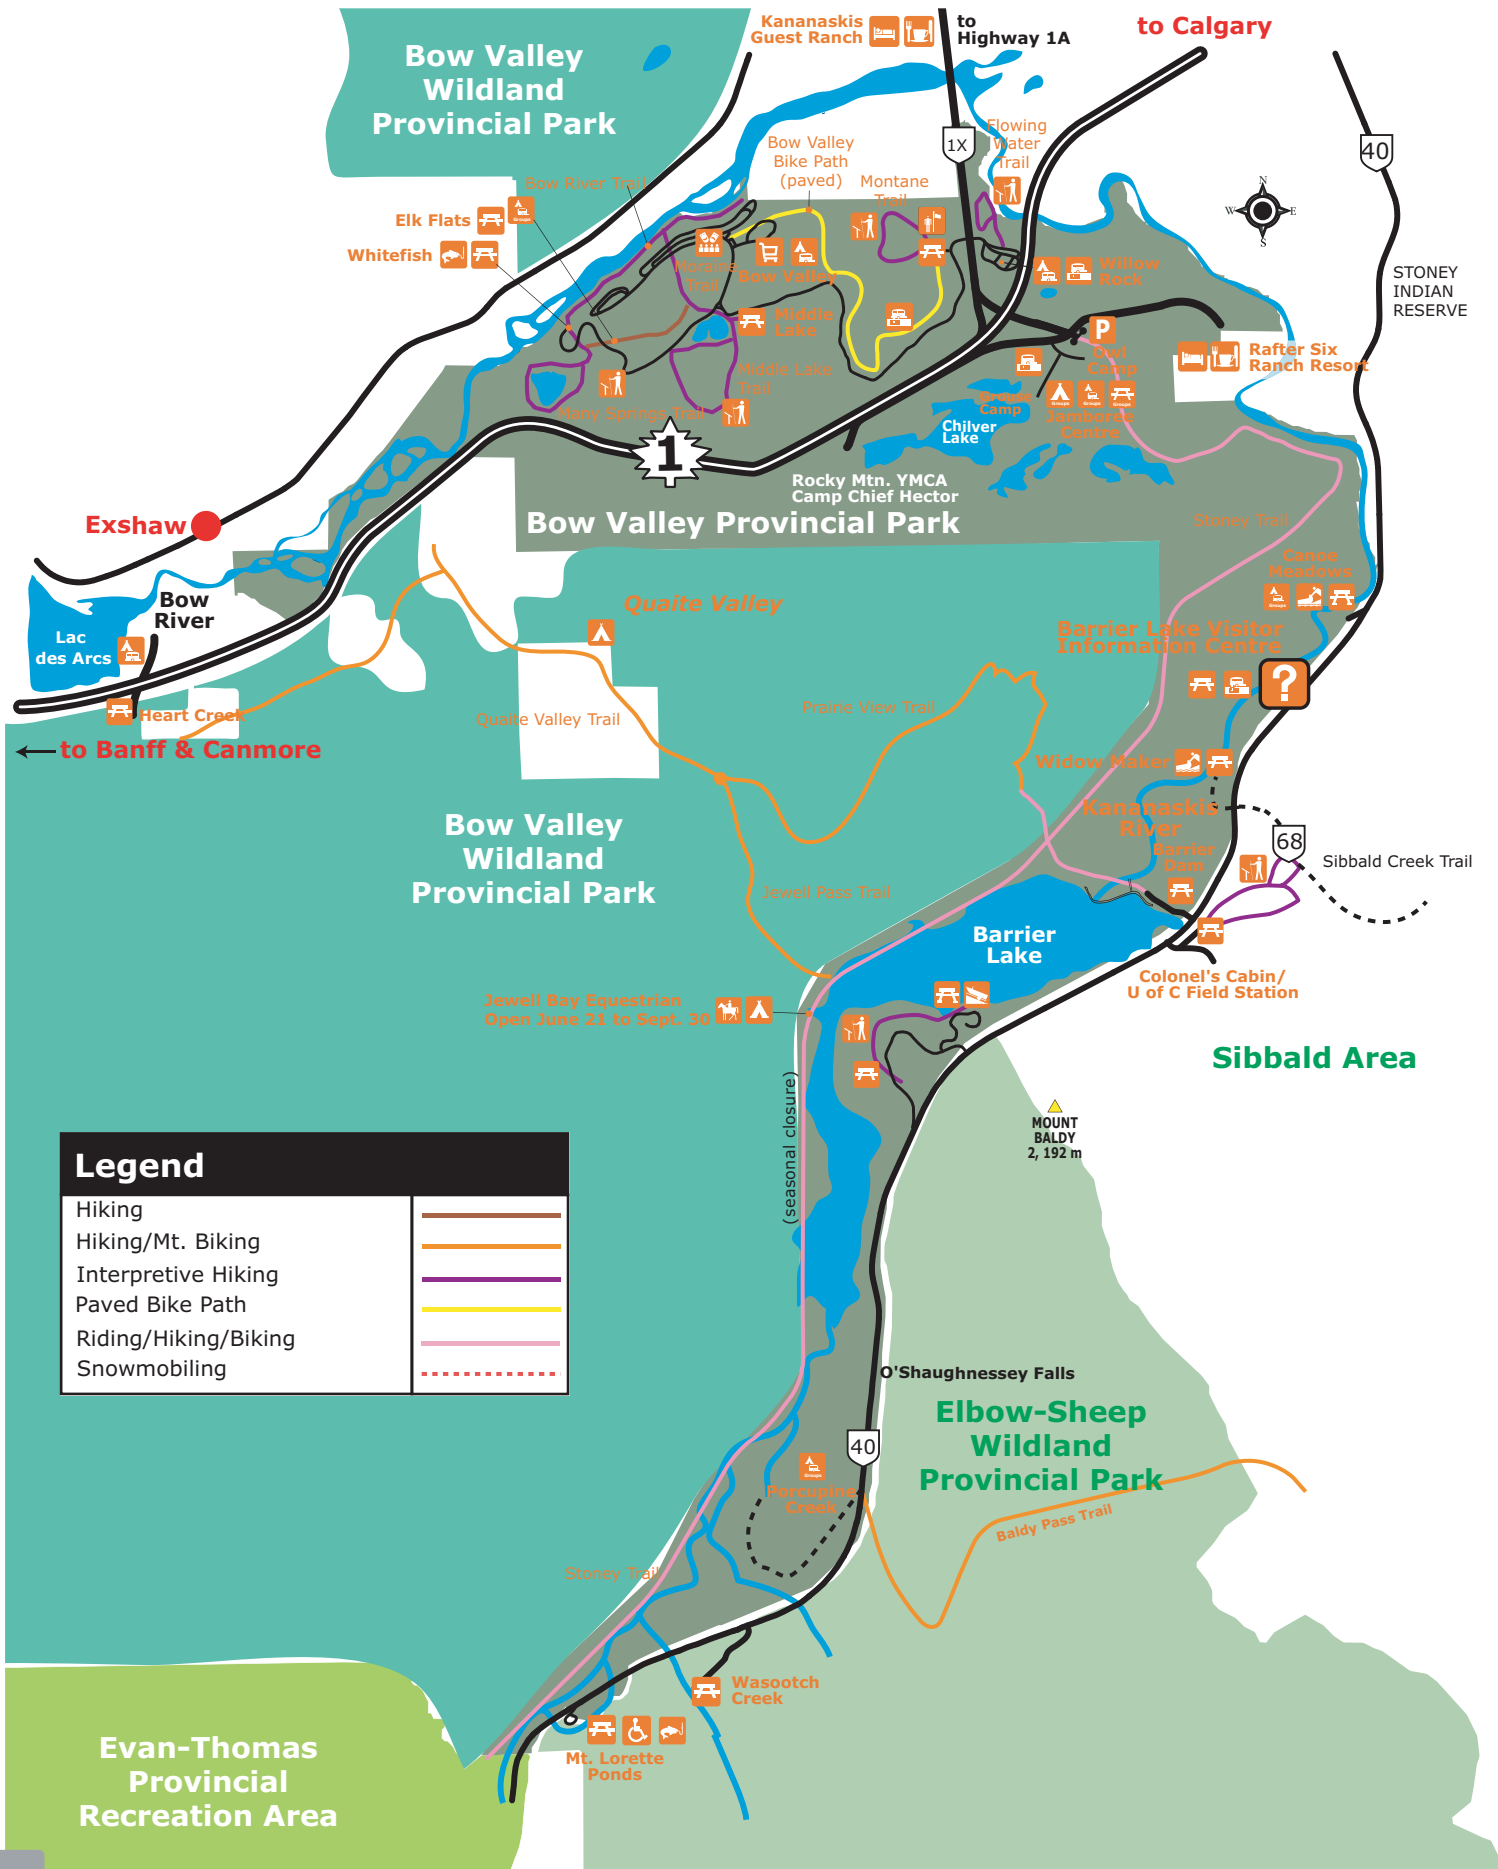 Kananaskis
Guest Ranch
to
Highway 1A
to Calgary
Bow Valley
Wildland
Provincial Park
1X
Flowing
Water
Trail
40
Bow Valley
Bike Path
(paved)
Montane
Trail
Bow River Trail
Elk Flats
Groups
Whitefish
N
W
E
S
Moraine
Trail
Bow Valley
Willow
Rock
STONEY
INDIAN
RESERVE
Middle
Lake
P
Owl
Camp
Rafter Six
Ranch Resort
Middle Lake
Trail
Grouse
Camp
Groups
Groups
Groups
Jamboree
Centre
Many Springs Trail
Chilver
Lake
1
Rocky Mtn. YMCA
Camp Chief Hector
Bow Valley Provincial Park
Exshaw
Stoney Trail
Canoe
Meadows
Groups
Bow
River
Lac
des Arcs
Quaite Valley
Barrier Lake Visitor
Information Centre
?
Heart Creek
Quaite Valley Trail
Prairie View Trail
to Banff & Canmore
Widow Maker
Kananaskis
River
Bow Valley
Wildland
Provincial Park
Barrier
Dam
68
Sibbald Creek Trail
Jewell Pass Trail
Barrier
Lake
Colonel's Cabin/
U of C Field Station
Jewell Bay Equestrian
Open June 21 to Sept. 30
Sibbald Area
(seasonal closure)
MOUNT
BALDY
2, 192 m
Legend
Hiking
Hiking/Mt. Biking
Interpretive Hiking
Paved Bike Path
Riding/Hiking/Biking
Snowmobiling
O'Shaughnessey Falls
Elbow-Sheep
Wildland
Provincial Park
40
Groups
Porcupine
Creek
Baldy Pass Trail
Stoney Trail
Wasootch
Creek
Mt. Lorette
Ponds
Evan-Thomas
Provincial
Recreation Area